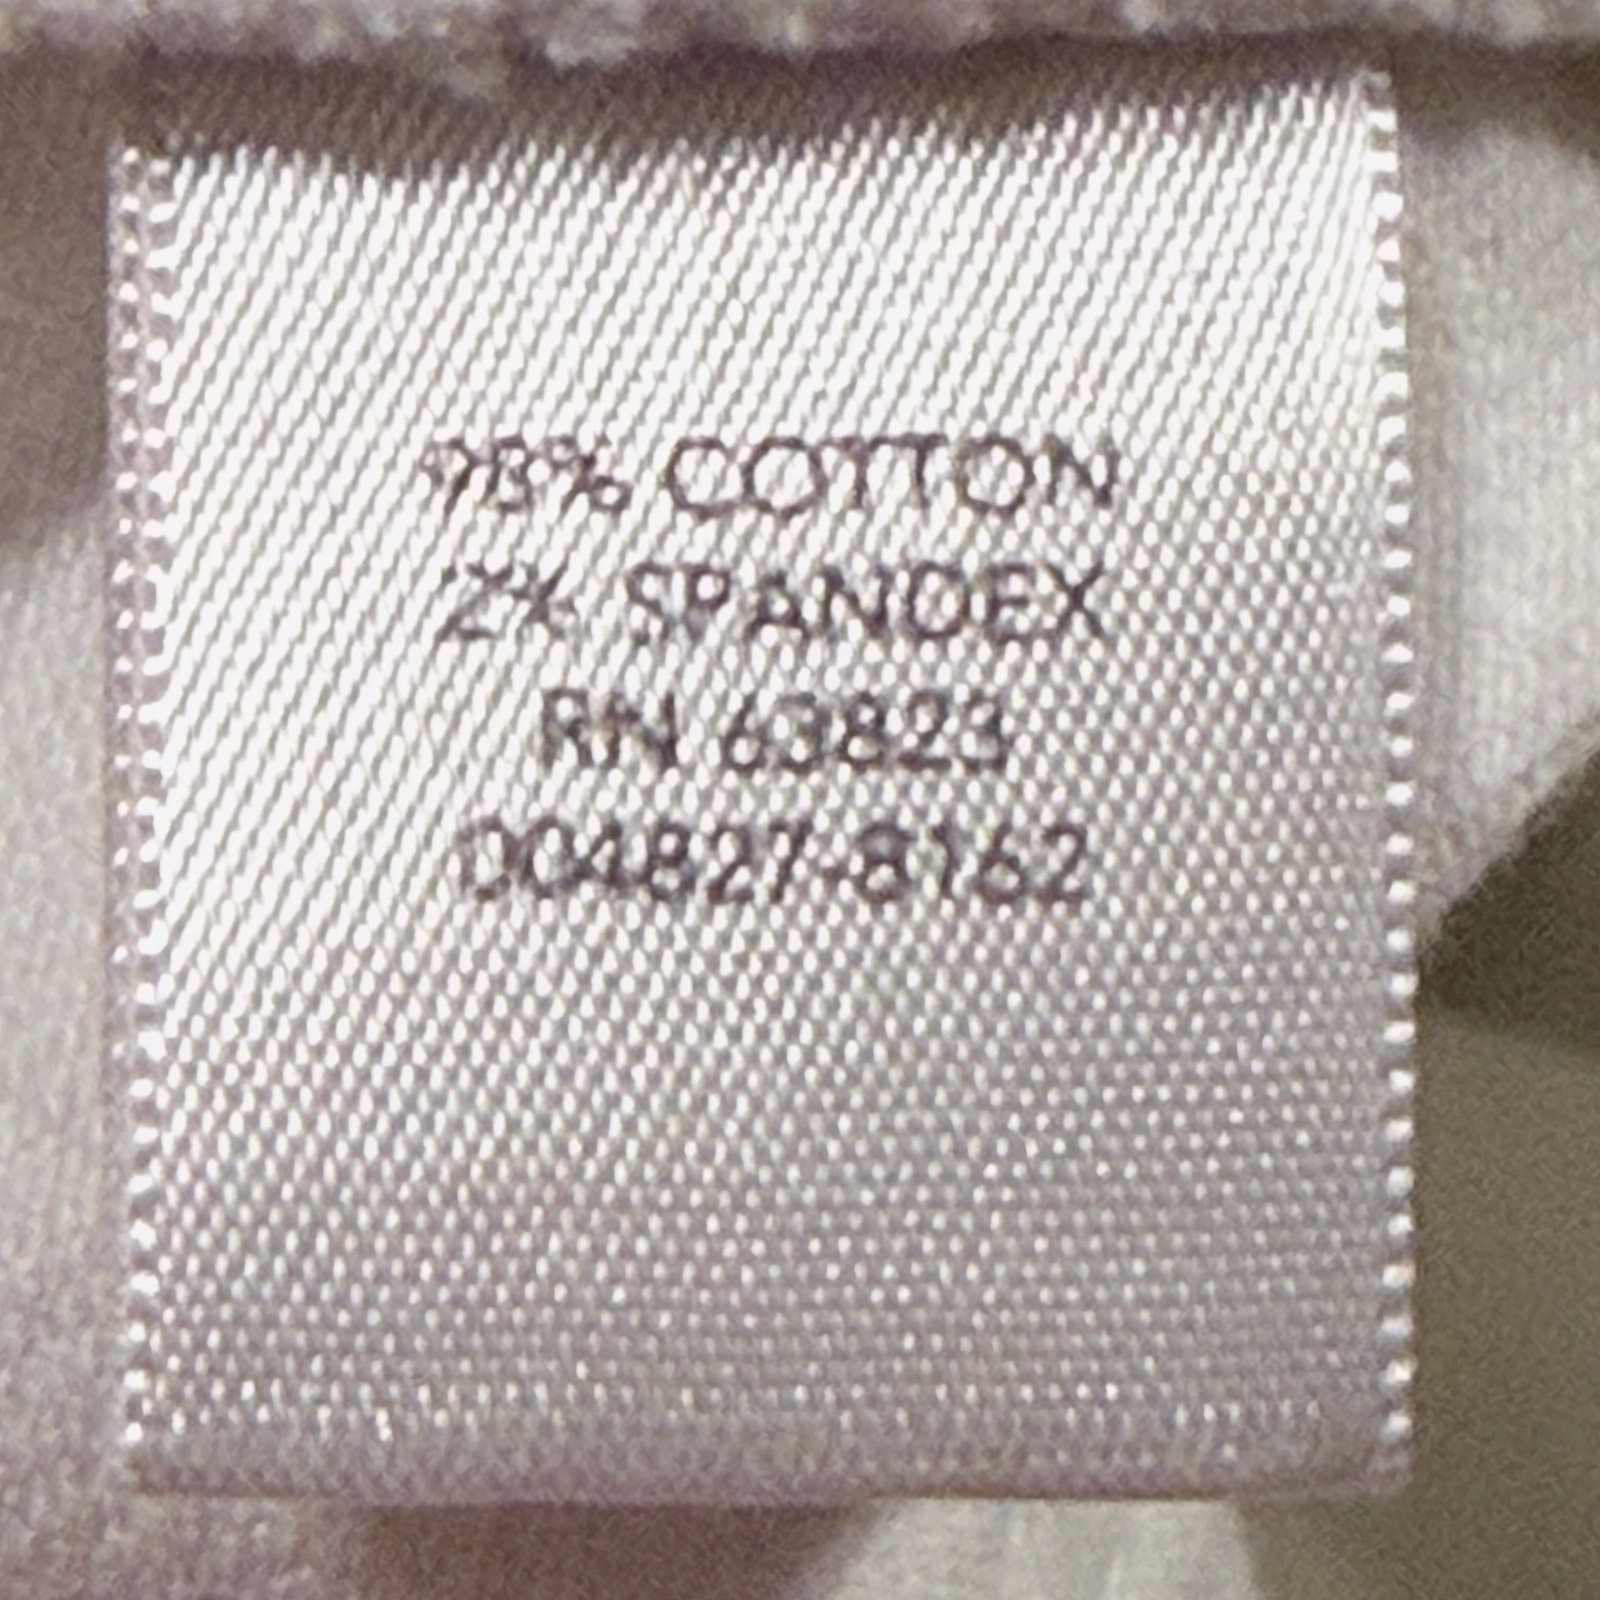 98% COTTON
2% SPANDEX
RN 63823
004827-8162